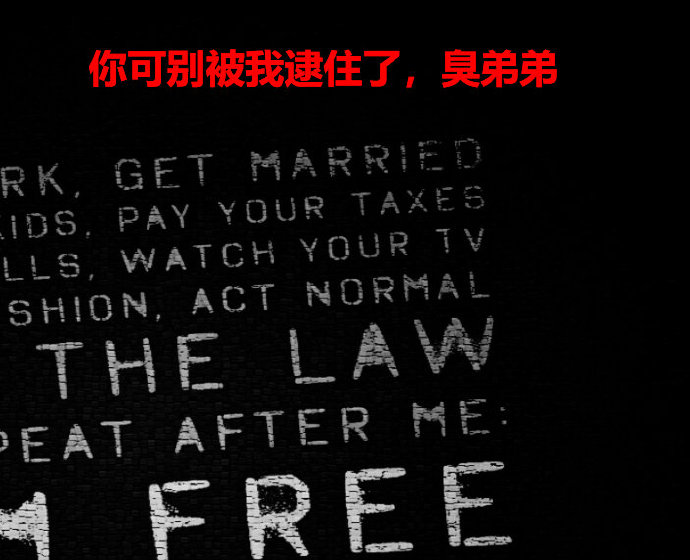 你可别被我逮住了，臭弟弟
RK, GET MARRIED
KIDS, PAY YOUR TAXES
LLS, WATCH YOUR TV
SHION, ACT NORMAL
THE LAW
PEAT AFTER ME:
M FREE